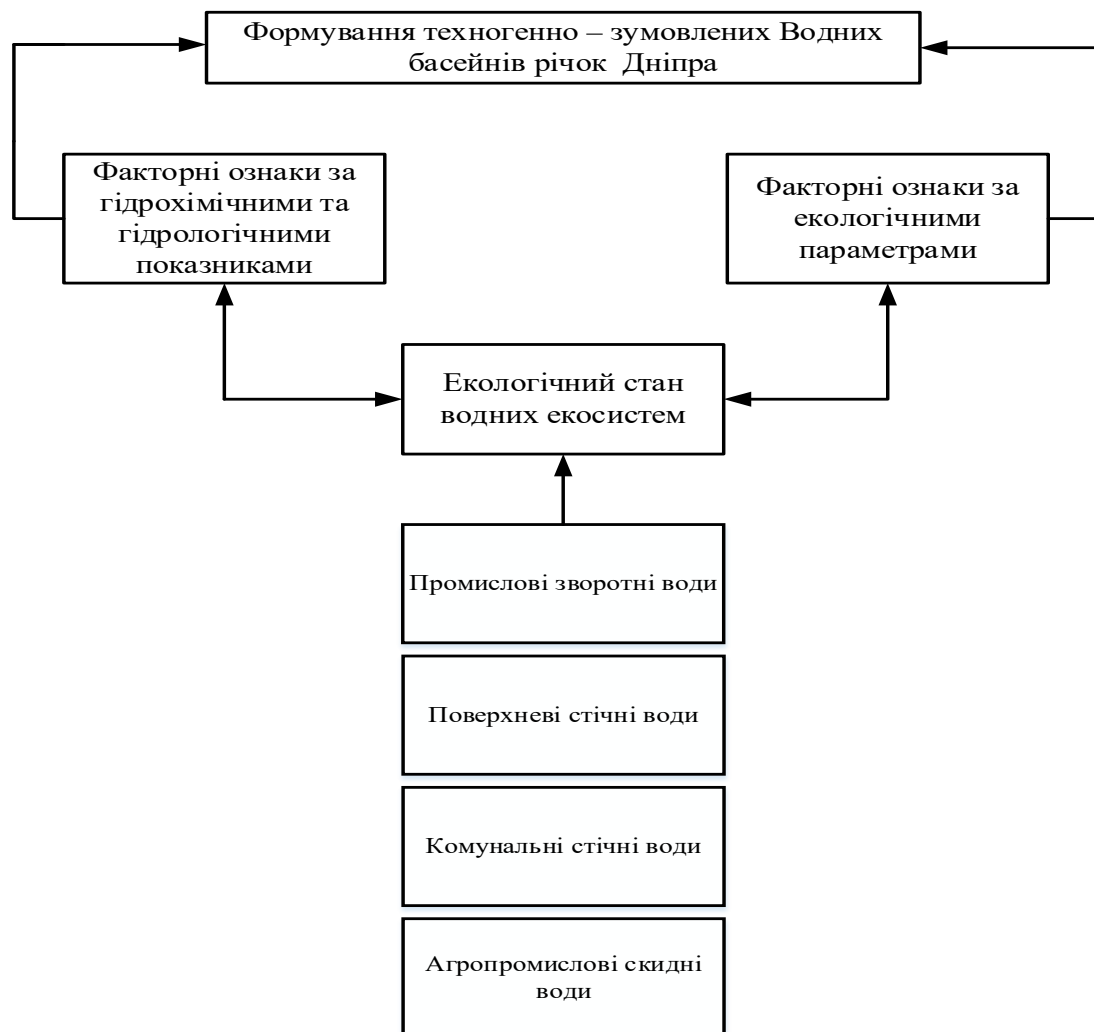 Формування техногенно – зумовлених Водних
басейнів річок Дніпра
Факторні ознаки за
гідрохімічними та
гідрологічними
показниками
Факторні ознаки за
екологічними
параметрами
Екологічний стан
водних екосистем
Промислові зворотні води
Поверхневі стічні води
Комунальні стічні води
Агропромислові скидні
води